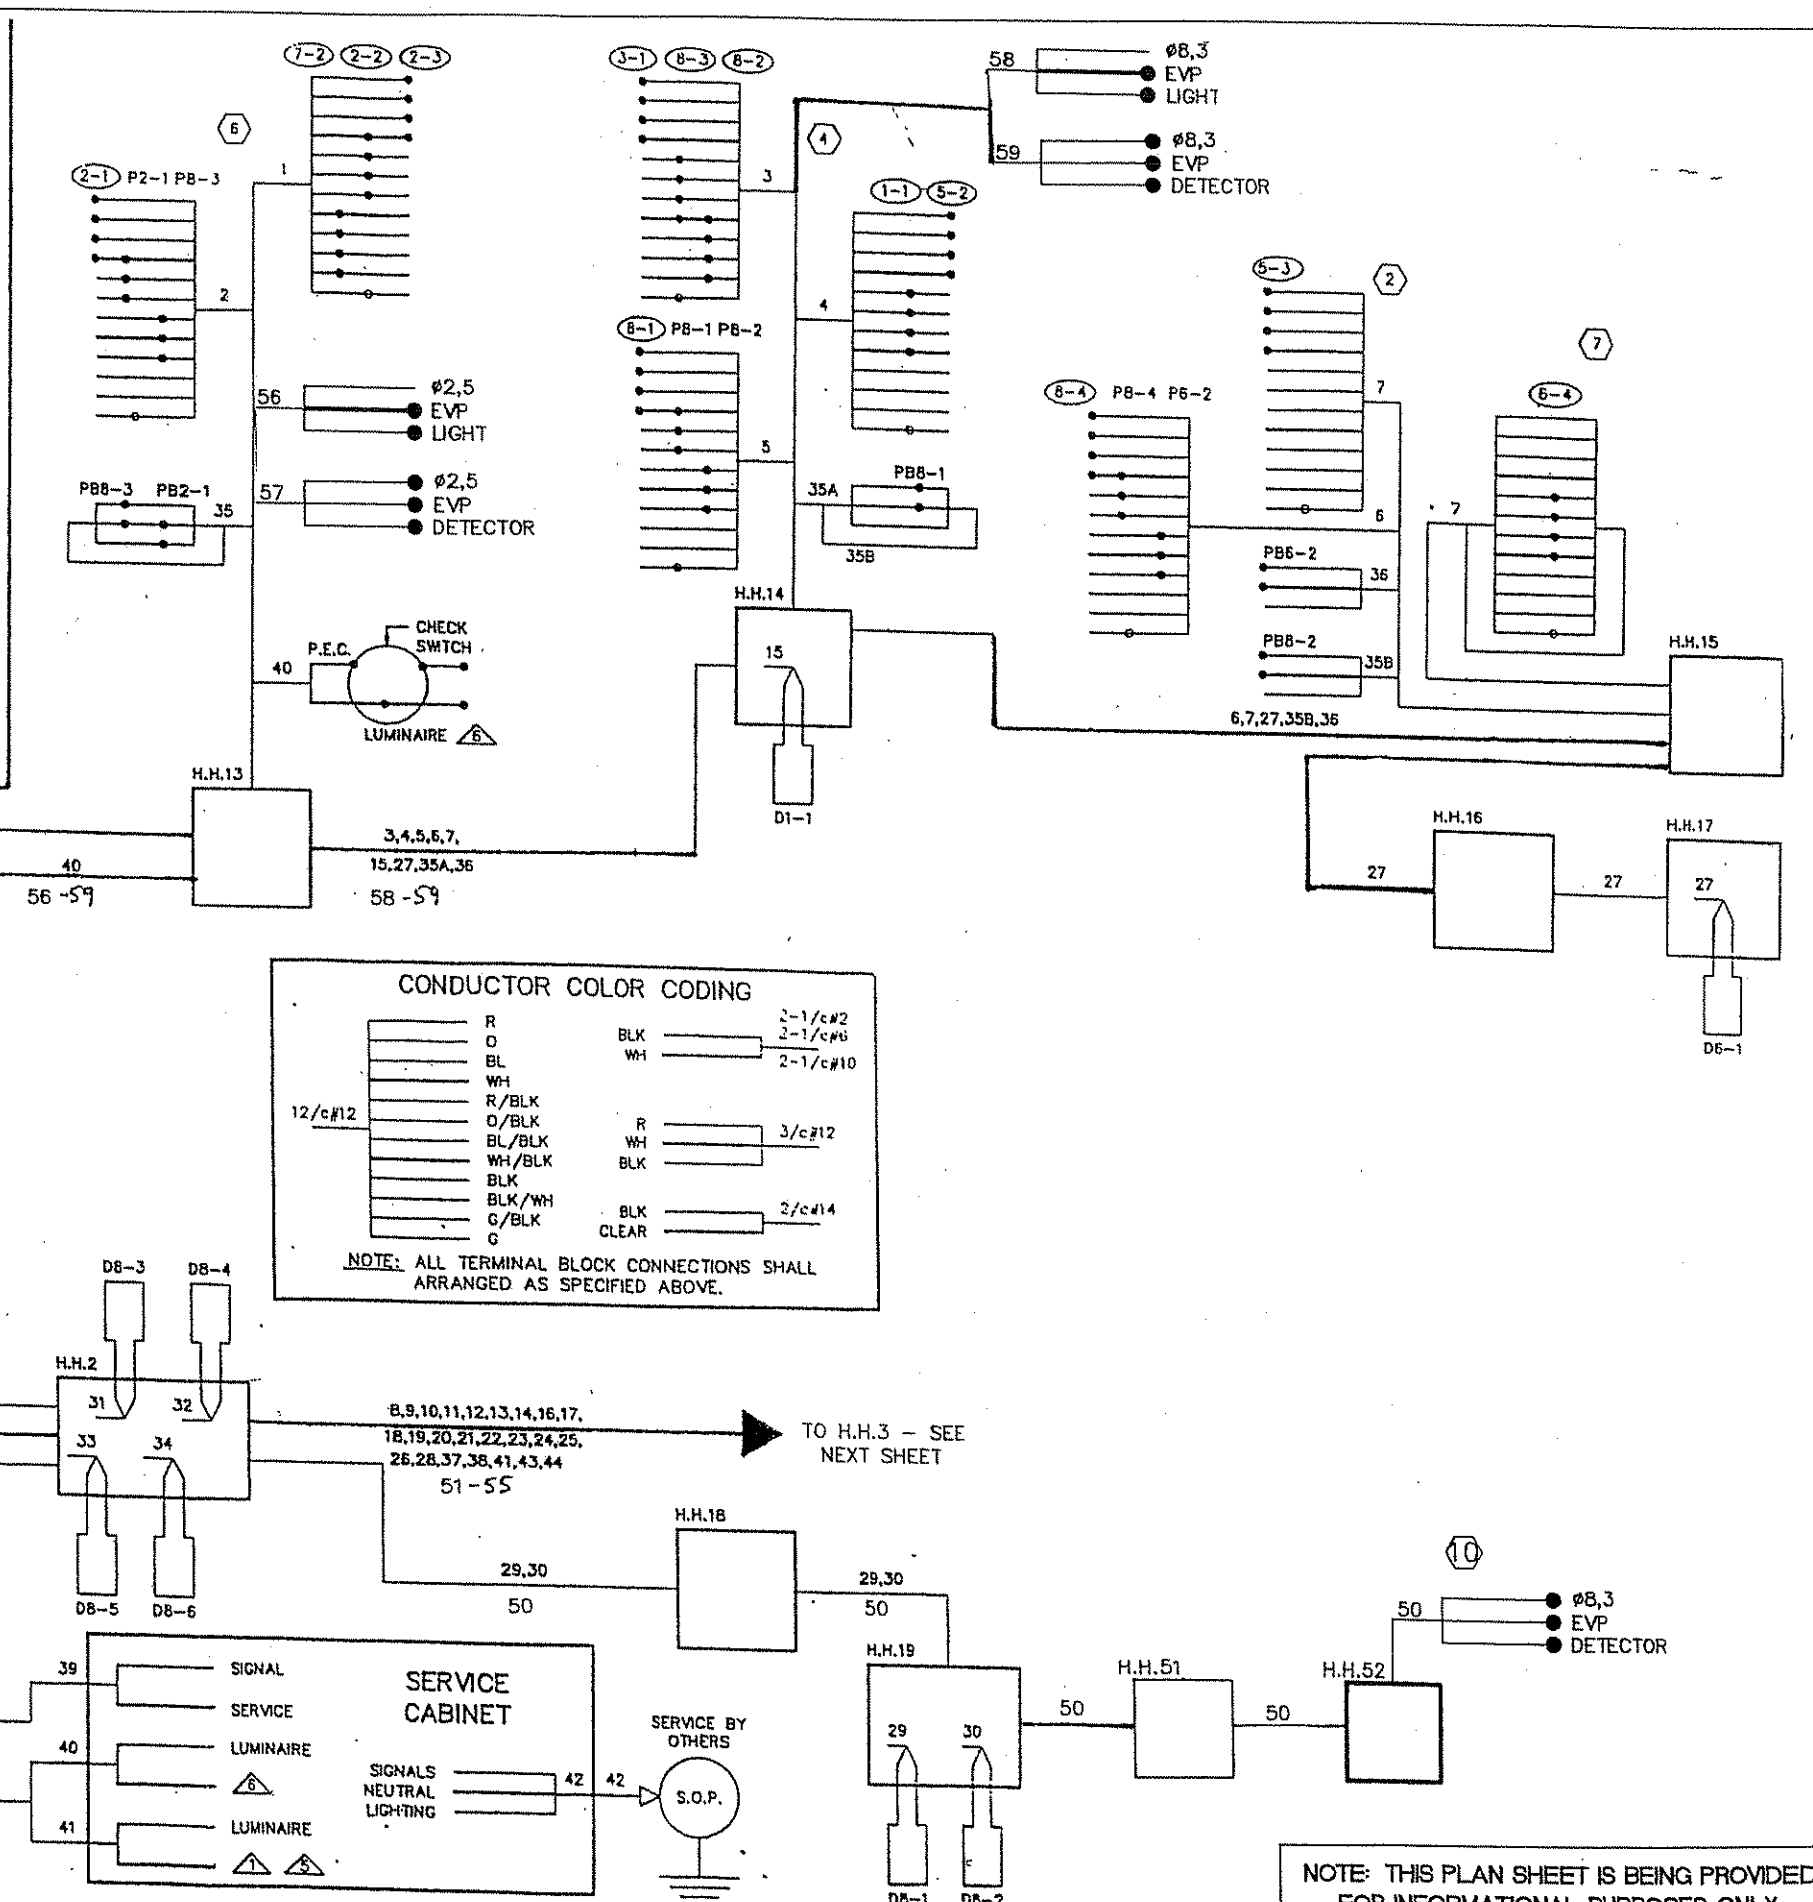 7-2 2-2 2-3
3-1 8-3 8-2
58
ø8,3
EVP
LIGHT
6
4
59
ø8,3
EVP
DETECTOR
1
2-1 P2-1 P8-3
3
1-1 5-2
2
4
5-3
2
8-1 P8-1 P8-2
7
56
ø2,5
EVP
LIGHT
7
8-4 P8-4 P6-2
6-4
5
57
ø2,5
EVP
DETECTOR
PB8-3 PB2-1
35
35A
PB8-1
35B
6
7
PB6-2
36
H.H.14
PB8-2
35B
H.H.15
CHECK
SWITCH
P.E.C.
40
15
LUMINAIRE 6
6,7,27,35B,36
H.H.13
D1-1
3,4,5,6,7,
15,27,35A,36
58-59
40
56-59
H.H.16
H.H.17
27
27
27
D6-1
CONDUCTOR COLOR CODING
12/c#12
R
O
BL
WH
R/BLK
O/BLK
BL/BLK
WH/BLK
BLK
BLK/WH
G/BLK
G
BLK
WH
2-1/c#2
2-1/c#6
2-1/c#10
R
WH
BLK
3/c#12
BLK
CLEAR
2/c#14
NOTE: ALL TERMINAL BLOCK CONNECTIONS SHALL
ARRANGED AS SPECIFIED ABOVE.
D8-3 D8-4
H.H.2
31 32
33 34
D8-5 D8-6
8,9,10,11,12,13,14,16,17,
18,19,20,21,22,23,24,25,
26,28,37,38,41,43,44
51-55
TO H.H.3 - SEE
NEXT SHEET
H.H.18
29,30
50
29,30
50
10
50
ø8,3
EVP
DETECTOR
H.H.19
H.H.51
H.H.52
50
50
29 30
D8-1 D8-2
SERVICE
CABINET
39
SIGNAL
SERVICE
40
LUMINAIRE
6
41
LUMINAIRE
1 5
SIGNALS
NEUTRAL
LIGHTING
42 42
SERVICE BY
OTHERS
S.O.P.
NOTE: THIS PLAN SHEET IS BEING PROVIDED
FOR INFORMATIONAL PURPOSES ONLY